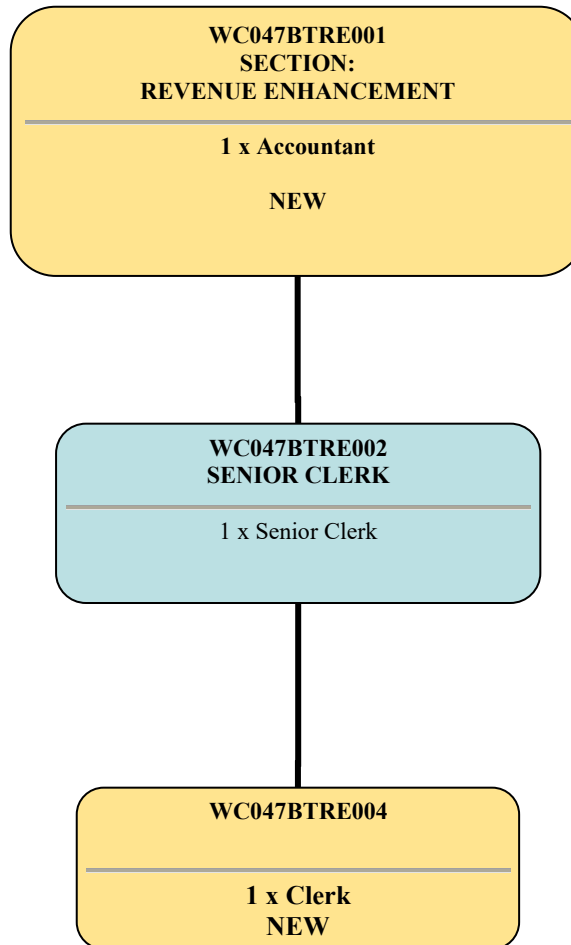 WC047BTRE001
SECTION:
REVENUE ENHANCEMENT
1 x Accountant
NEW
WC047BTRE002
SENIOR CLERK
1 x Senior Clerk
WC047BTRE004
1 x Clerk
NEW